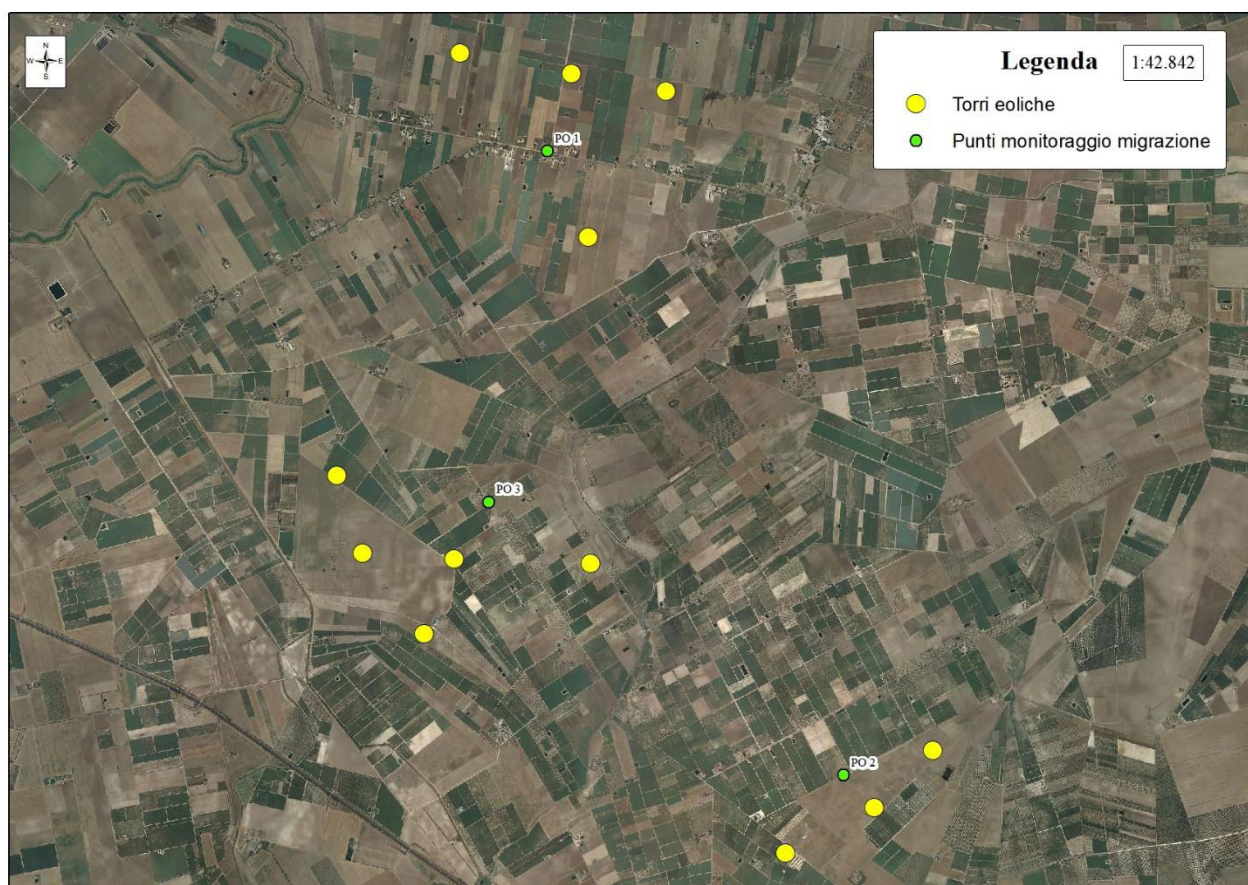 N
W E
S
Legenda
1:42.842
Torri eoliche
Punti monitoraggio migrazione
PO 1
PO 3
PO 2